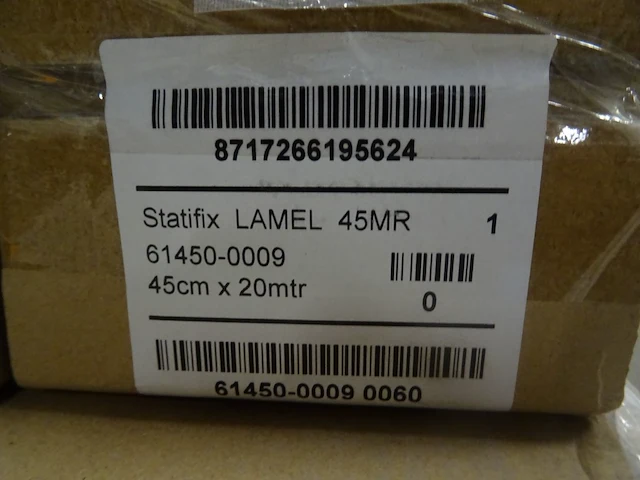 8717266195624
Statifix LAMEL 45MR 1
61450-0009
45cm x 20mtr
0
61450-0009 0060